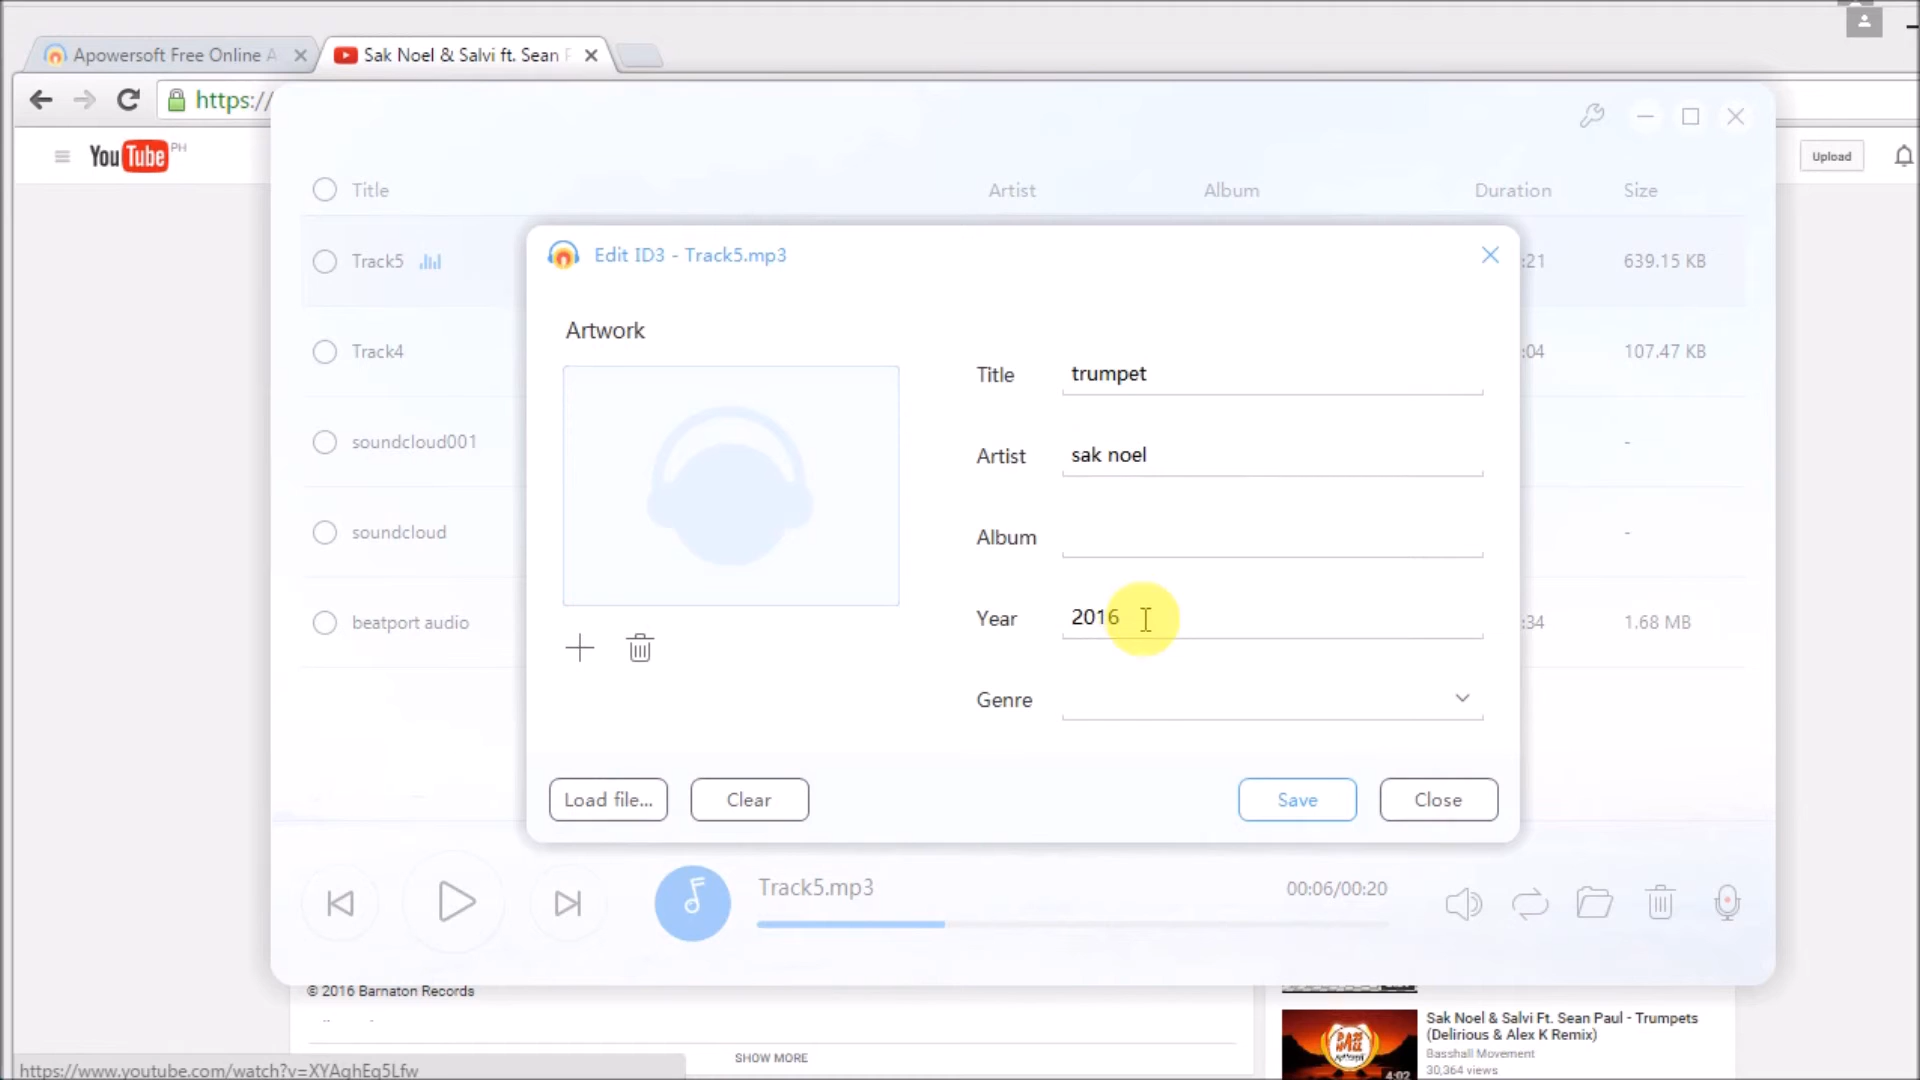 Apowersoft Free Online A
Sak Noel & Salvi ft. Sean P
https://
YouTube PH
Upload
Title Artist Album Duration Size
Track5 :21 639.15 KB
Track4 :04 107.47 KB
soundcloud001 -
soundcloud -
beatport audio :34 1.68 MB
Edit ID3 - Track5.mp3
Artwork
Title trumpet
Artist sak noel
Album
Year 2016
Genre
Load file... Clear Save Close
Track5.mp3 00:06/00:20
© 2016 Barnaton Records
SHOW MORE
Sak Noel & Salvi Ft. Sean Paul - Trumpets
(Delirious & Alex K Remix)
Basshall Movement
30,364 views
4:02
https://www.youtube.com/watch?v=XYAqhEq5Lfw